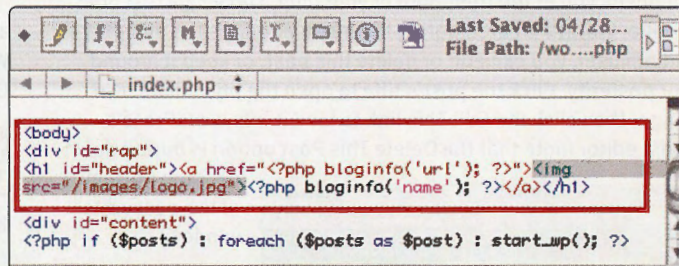 Last Saved: 04/28...
File Path: /wo....php
index.php
<body>
<div id="rap">
<h1 id="header"><a href="<?php bloginfo('url'); ?>"><img
src="/images/logo.jpg"><?php bloginfo('name'); ?></a></h1>
<div id="content">
<?php if ($posts) : foreach ($posts as $post) : start_wp(); ?>